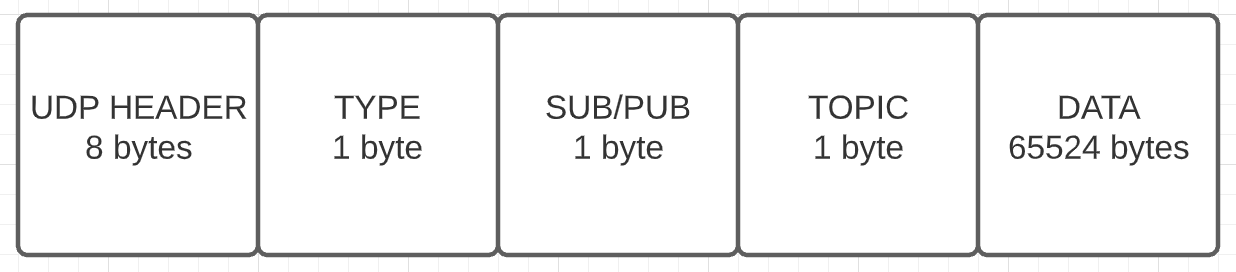 UDP HEADER
8 bytes
TYPE
1 byte
SUB/PUB
1 byte
TOPIC
1 byte
DATA
65524 bytes